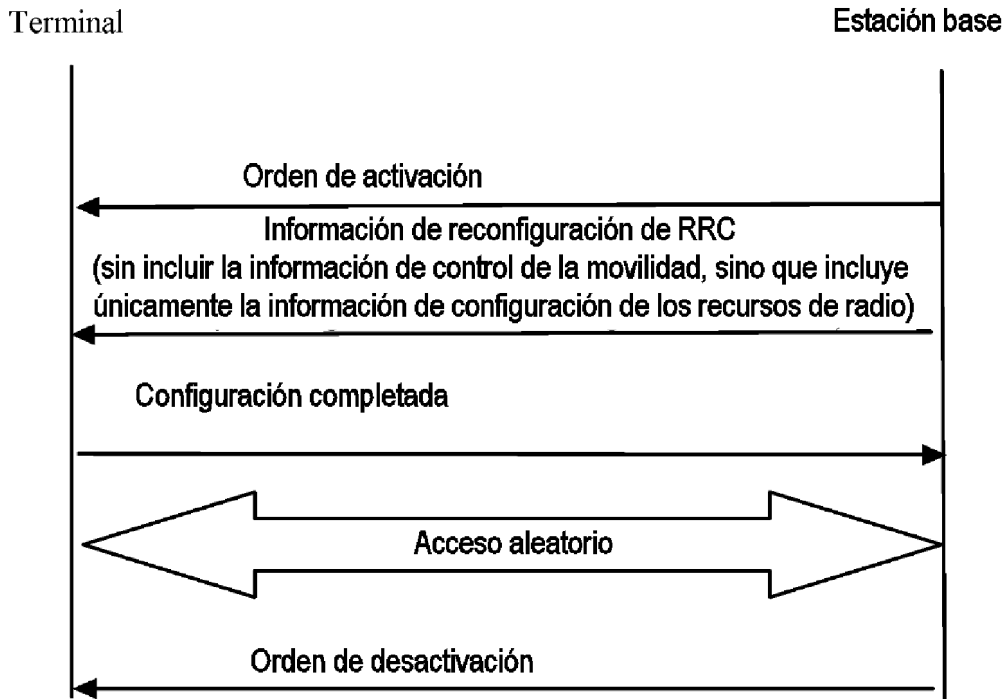 Terminal
Estación base
Orden de activación
Información de reconfiguración de RRC
(sin incluir la información de control de la movilidad, sino que incluye
únicamente la información de configuración de los recursos de radio)
Configuración completada
Acceso aleatorio
Orden de desactivación